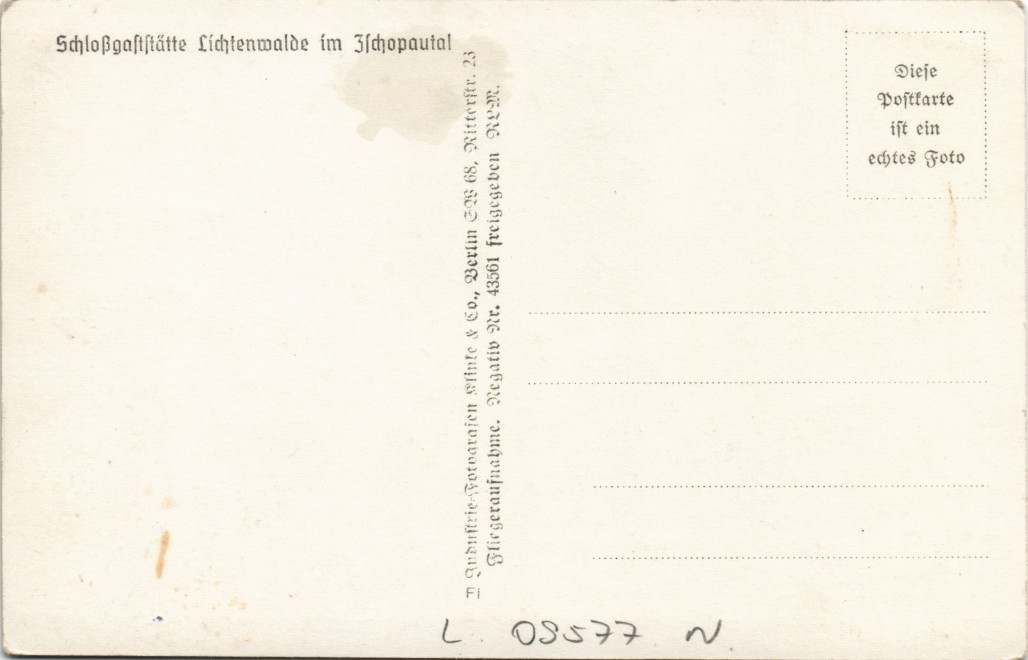 Schloßgaststätte Lichtenwalde im Zschopautal
Diese
Postkarte
ist ein
echtes Foto
Fi Industrie-Fotografen Klinke & Co., Berlin SW 68, Ritterstr. 23
Fliegeraufnahme. Negativ Nr. 43561 freigegeben RLM.
L. 09577 N